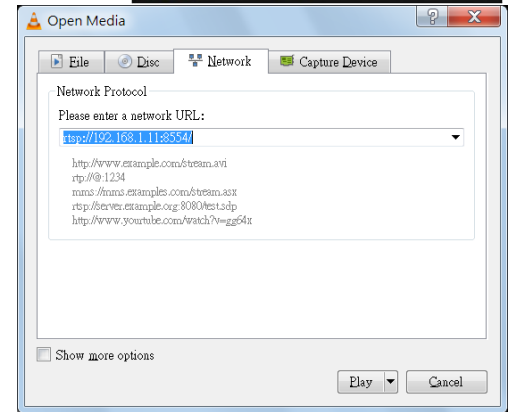 Open Media
File Disc Network Capture Device
Network Protocol
Please enter a network URL:
rtsp://192.168.1.11:8554/
http://www.example.com/stream.avi
rtp://@:1234
mms://mms.examples.com/stream.asx
rtsp://server.example.org:8080/test.sdp
http://www.yourtube.com/watch?v=gg64x
Show more options
Play Cancel